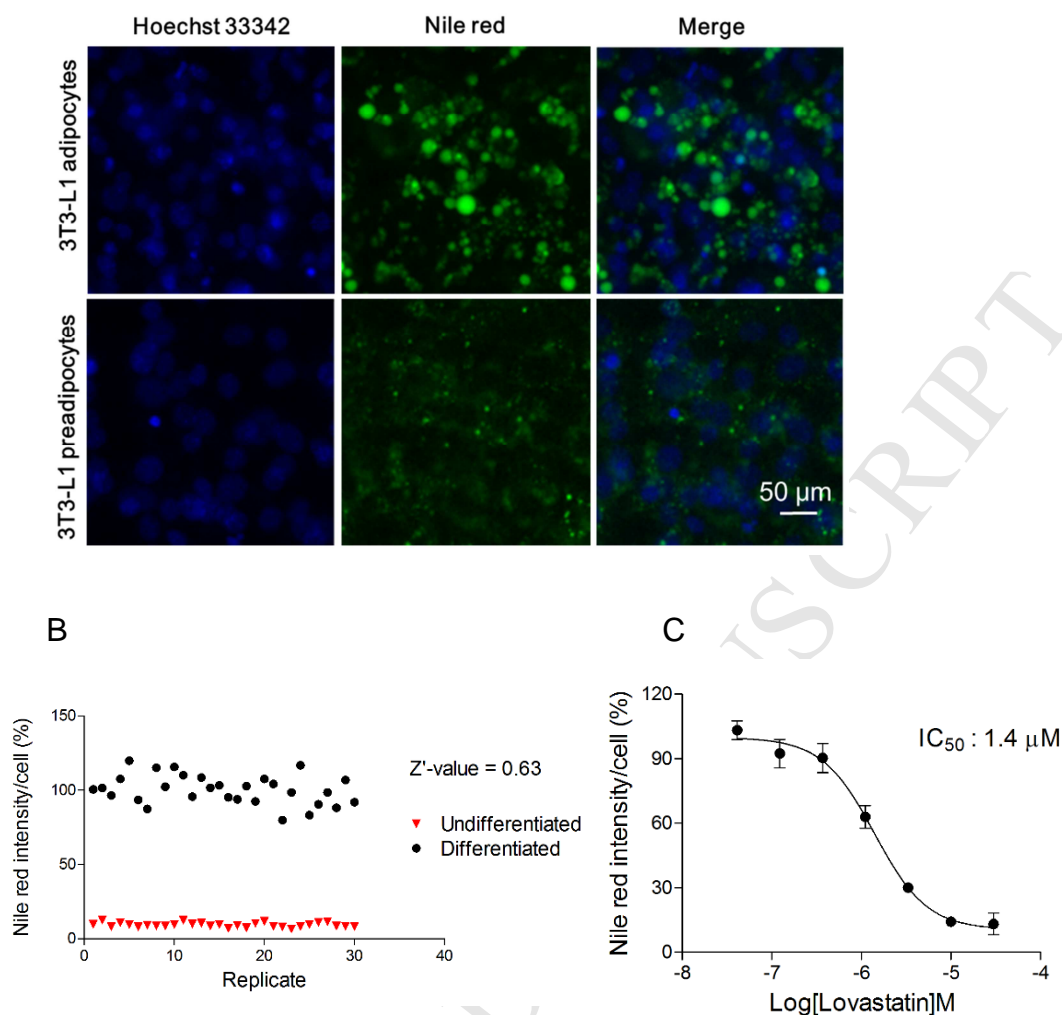 Hoechst 33342 Nile red Merge
3T3-L1 adipocytes
3T3-L1 preadipocytes
50 µm
B
Nile red intensity/cell (%)
150
100
50
0
0 10 20 30 40
Replicate
Z'-value = 0.63
Undifferentiated
Differentiated
C
Nile red intensity/cell (%)
120
90
60
30
0
-8 -7 -6 -5 -4
Log[Lovastatin]M
IC50 : 1.4 µM